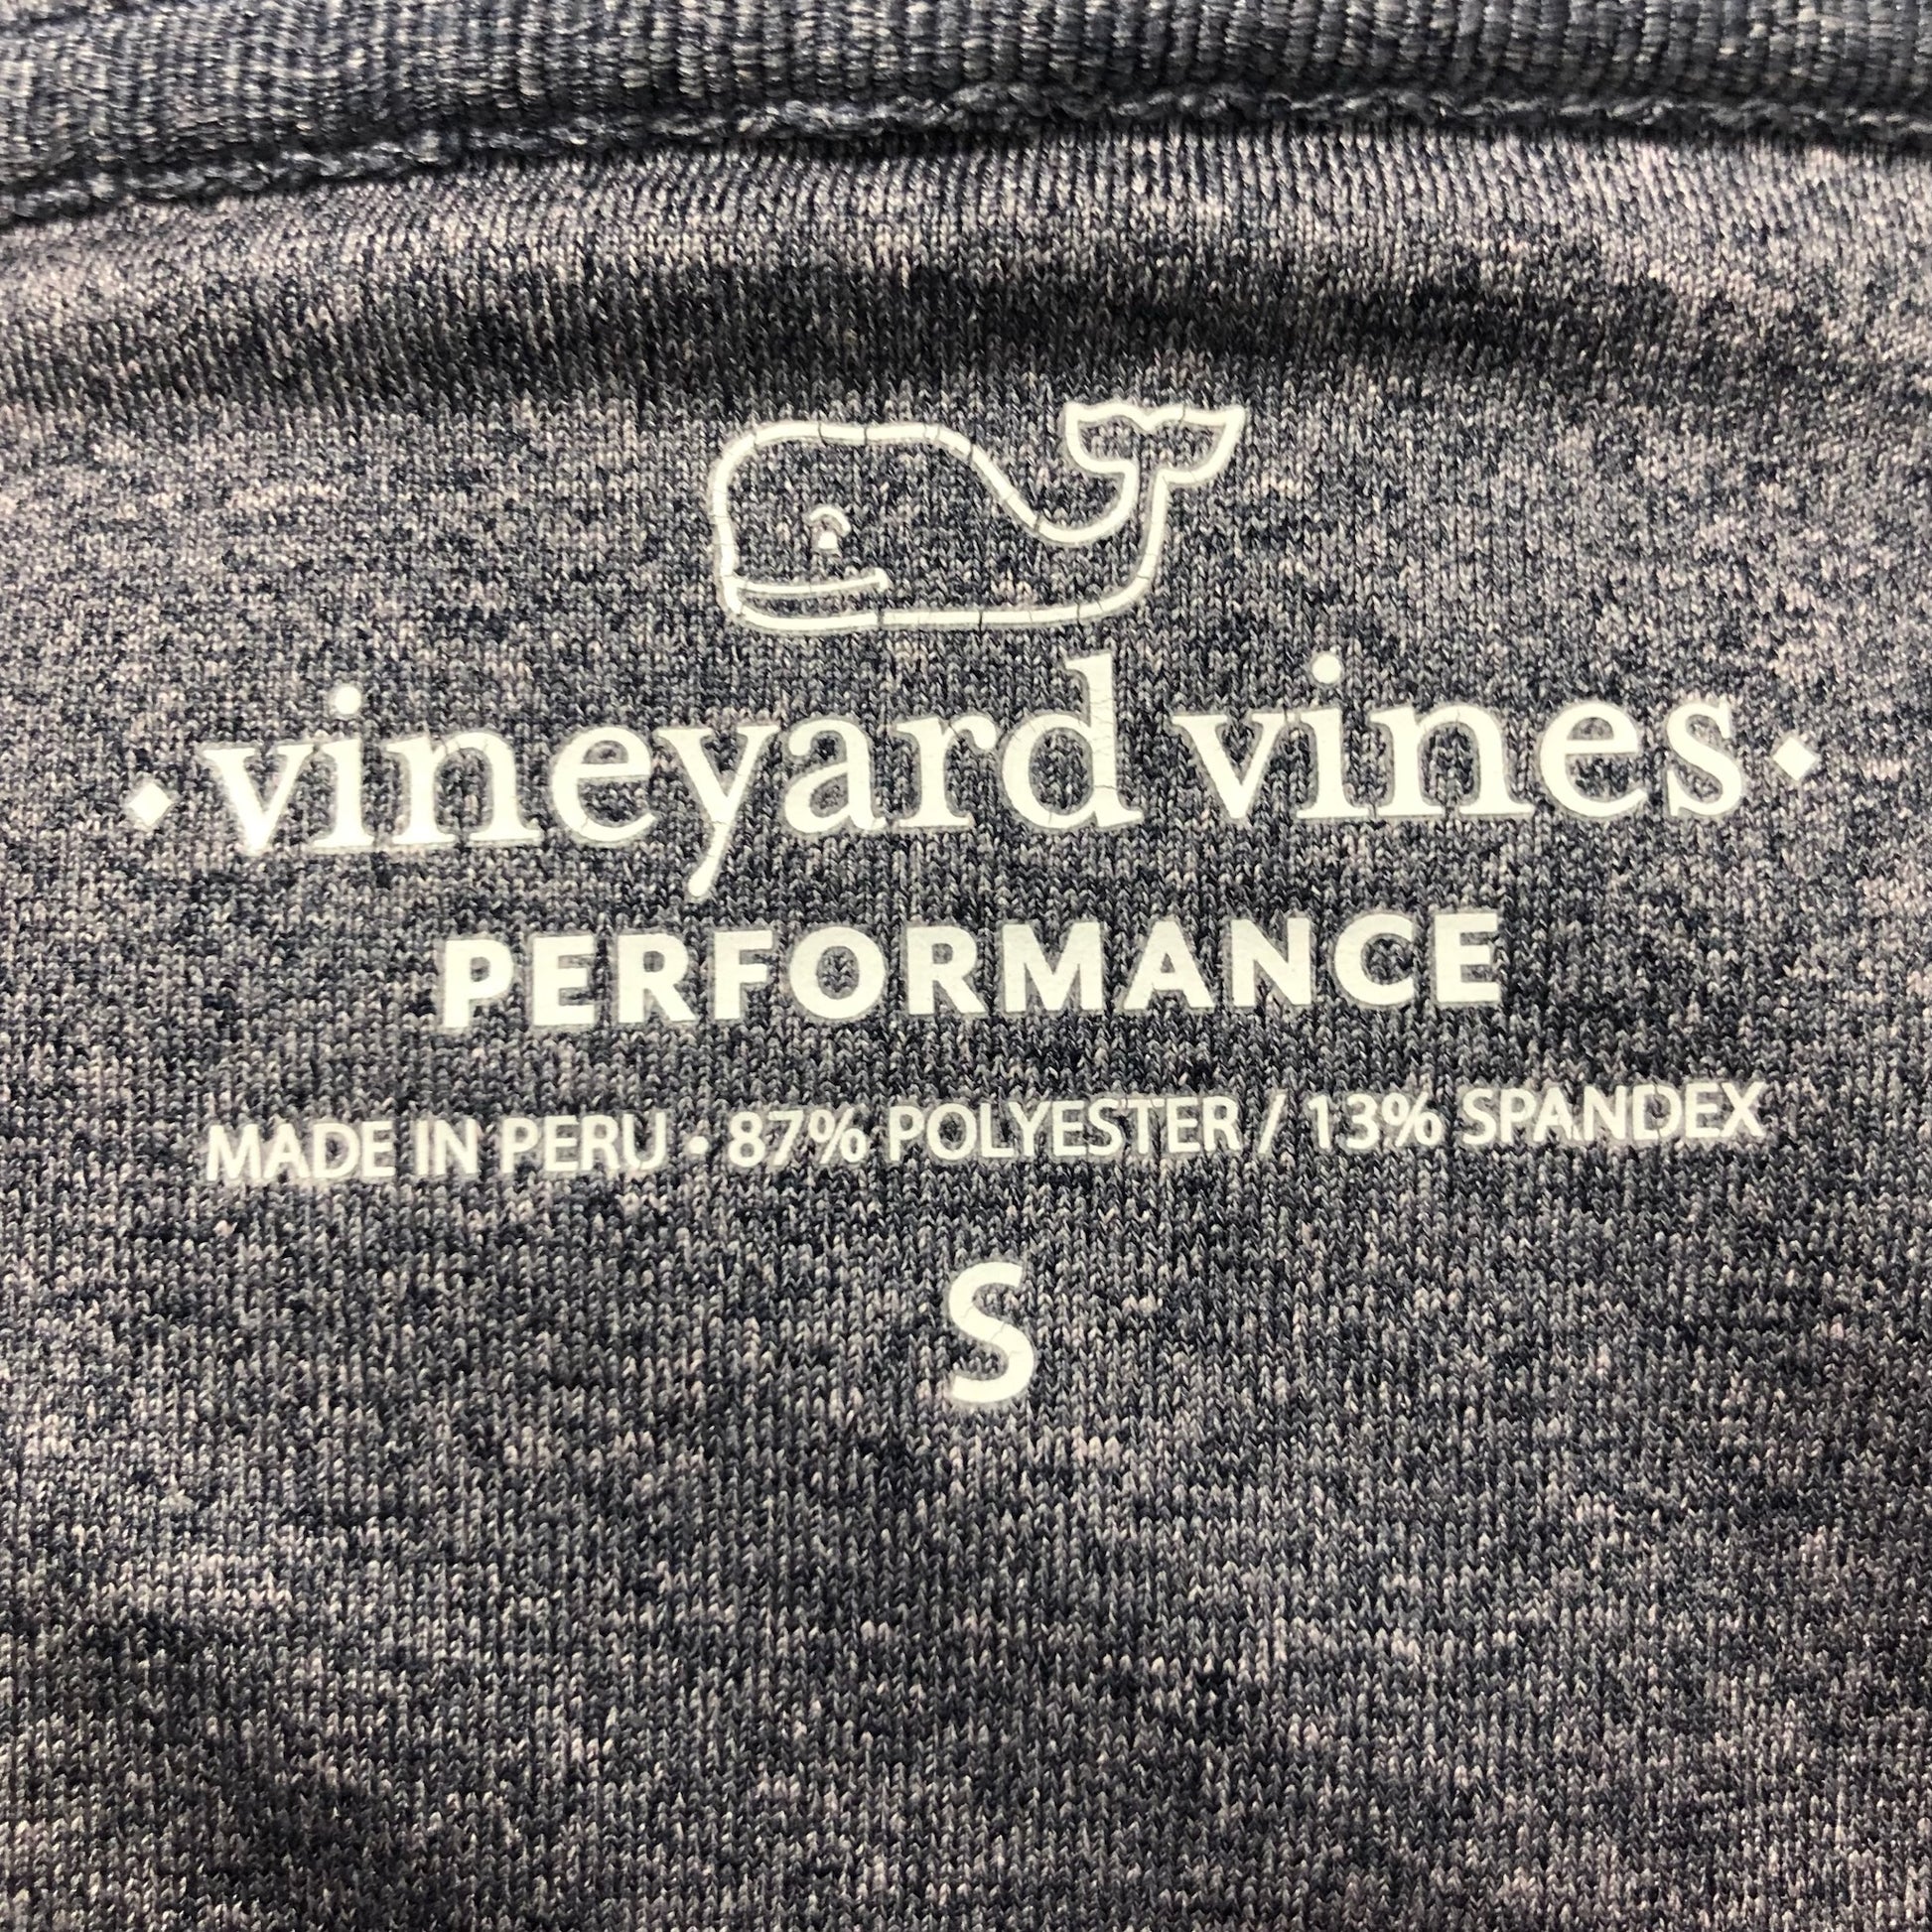 vineyard vines
PERFORMANCE
MADE IN PERU • 87% POLYESTER / 13% SPANDEX
S